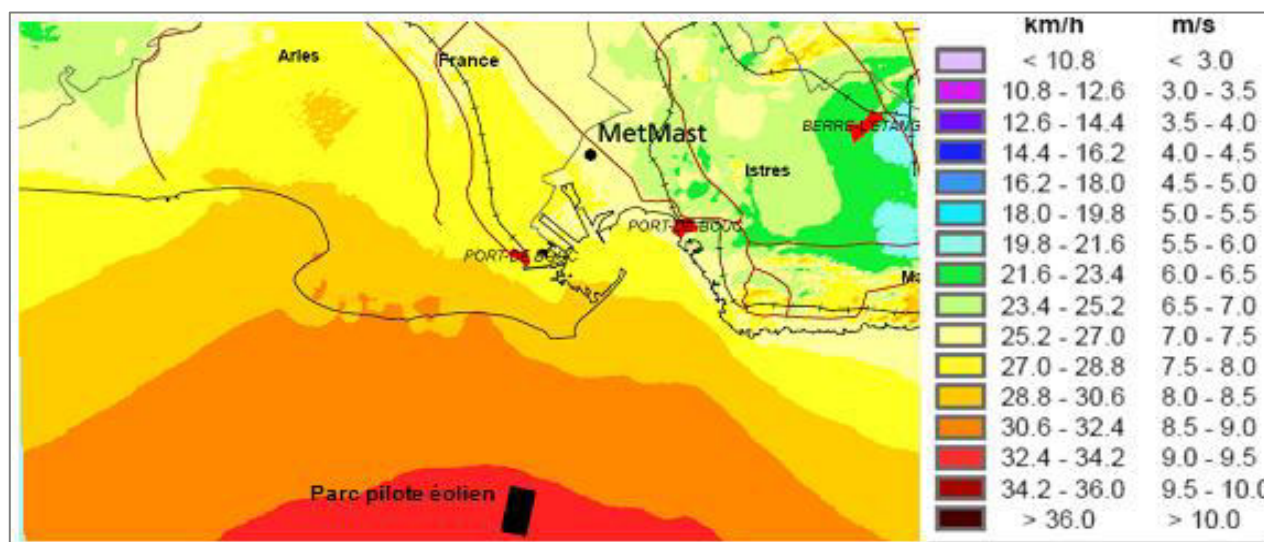 Arles
France
MetMast
BERRE-L'ETANG
Istres
PORT-DE BOUC
PORT-DE BOUC
Ma
Parc pilote éolien
km/h m/s
< 10.8 < 3.0
10.8 - 12.6 3.0 - 3.5
12.6 - 14.4 3.5 - 4.0
14.4 - 16.2 4.0 - 4.5
16.2 - 18.0 4.5 - 5.0
18.0 - 19.8 5.0 - 5.5
19.8 - 21.6 5.5 - 6.0
21.6 - 23.4 6.0 - 6.5
23.4 - 25.2 6.5 - 7.0
25.2 - 27.0 7.0 - 7.5
27.0 - 28.8 7.5 - 8.0
28.8 - 30.6 8.0 - 8.5
30.6 - 32.4 8.5 - 9.0
32.4 - 34.2 9.0 - 9.5
34.2 - 36.0 9.5 - 10.0
> 36.0 > 10.0